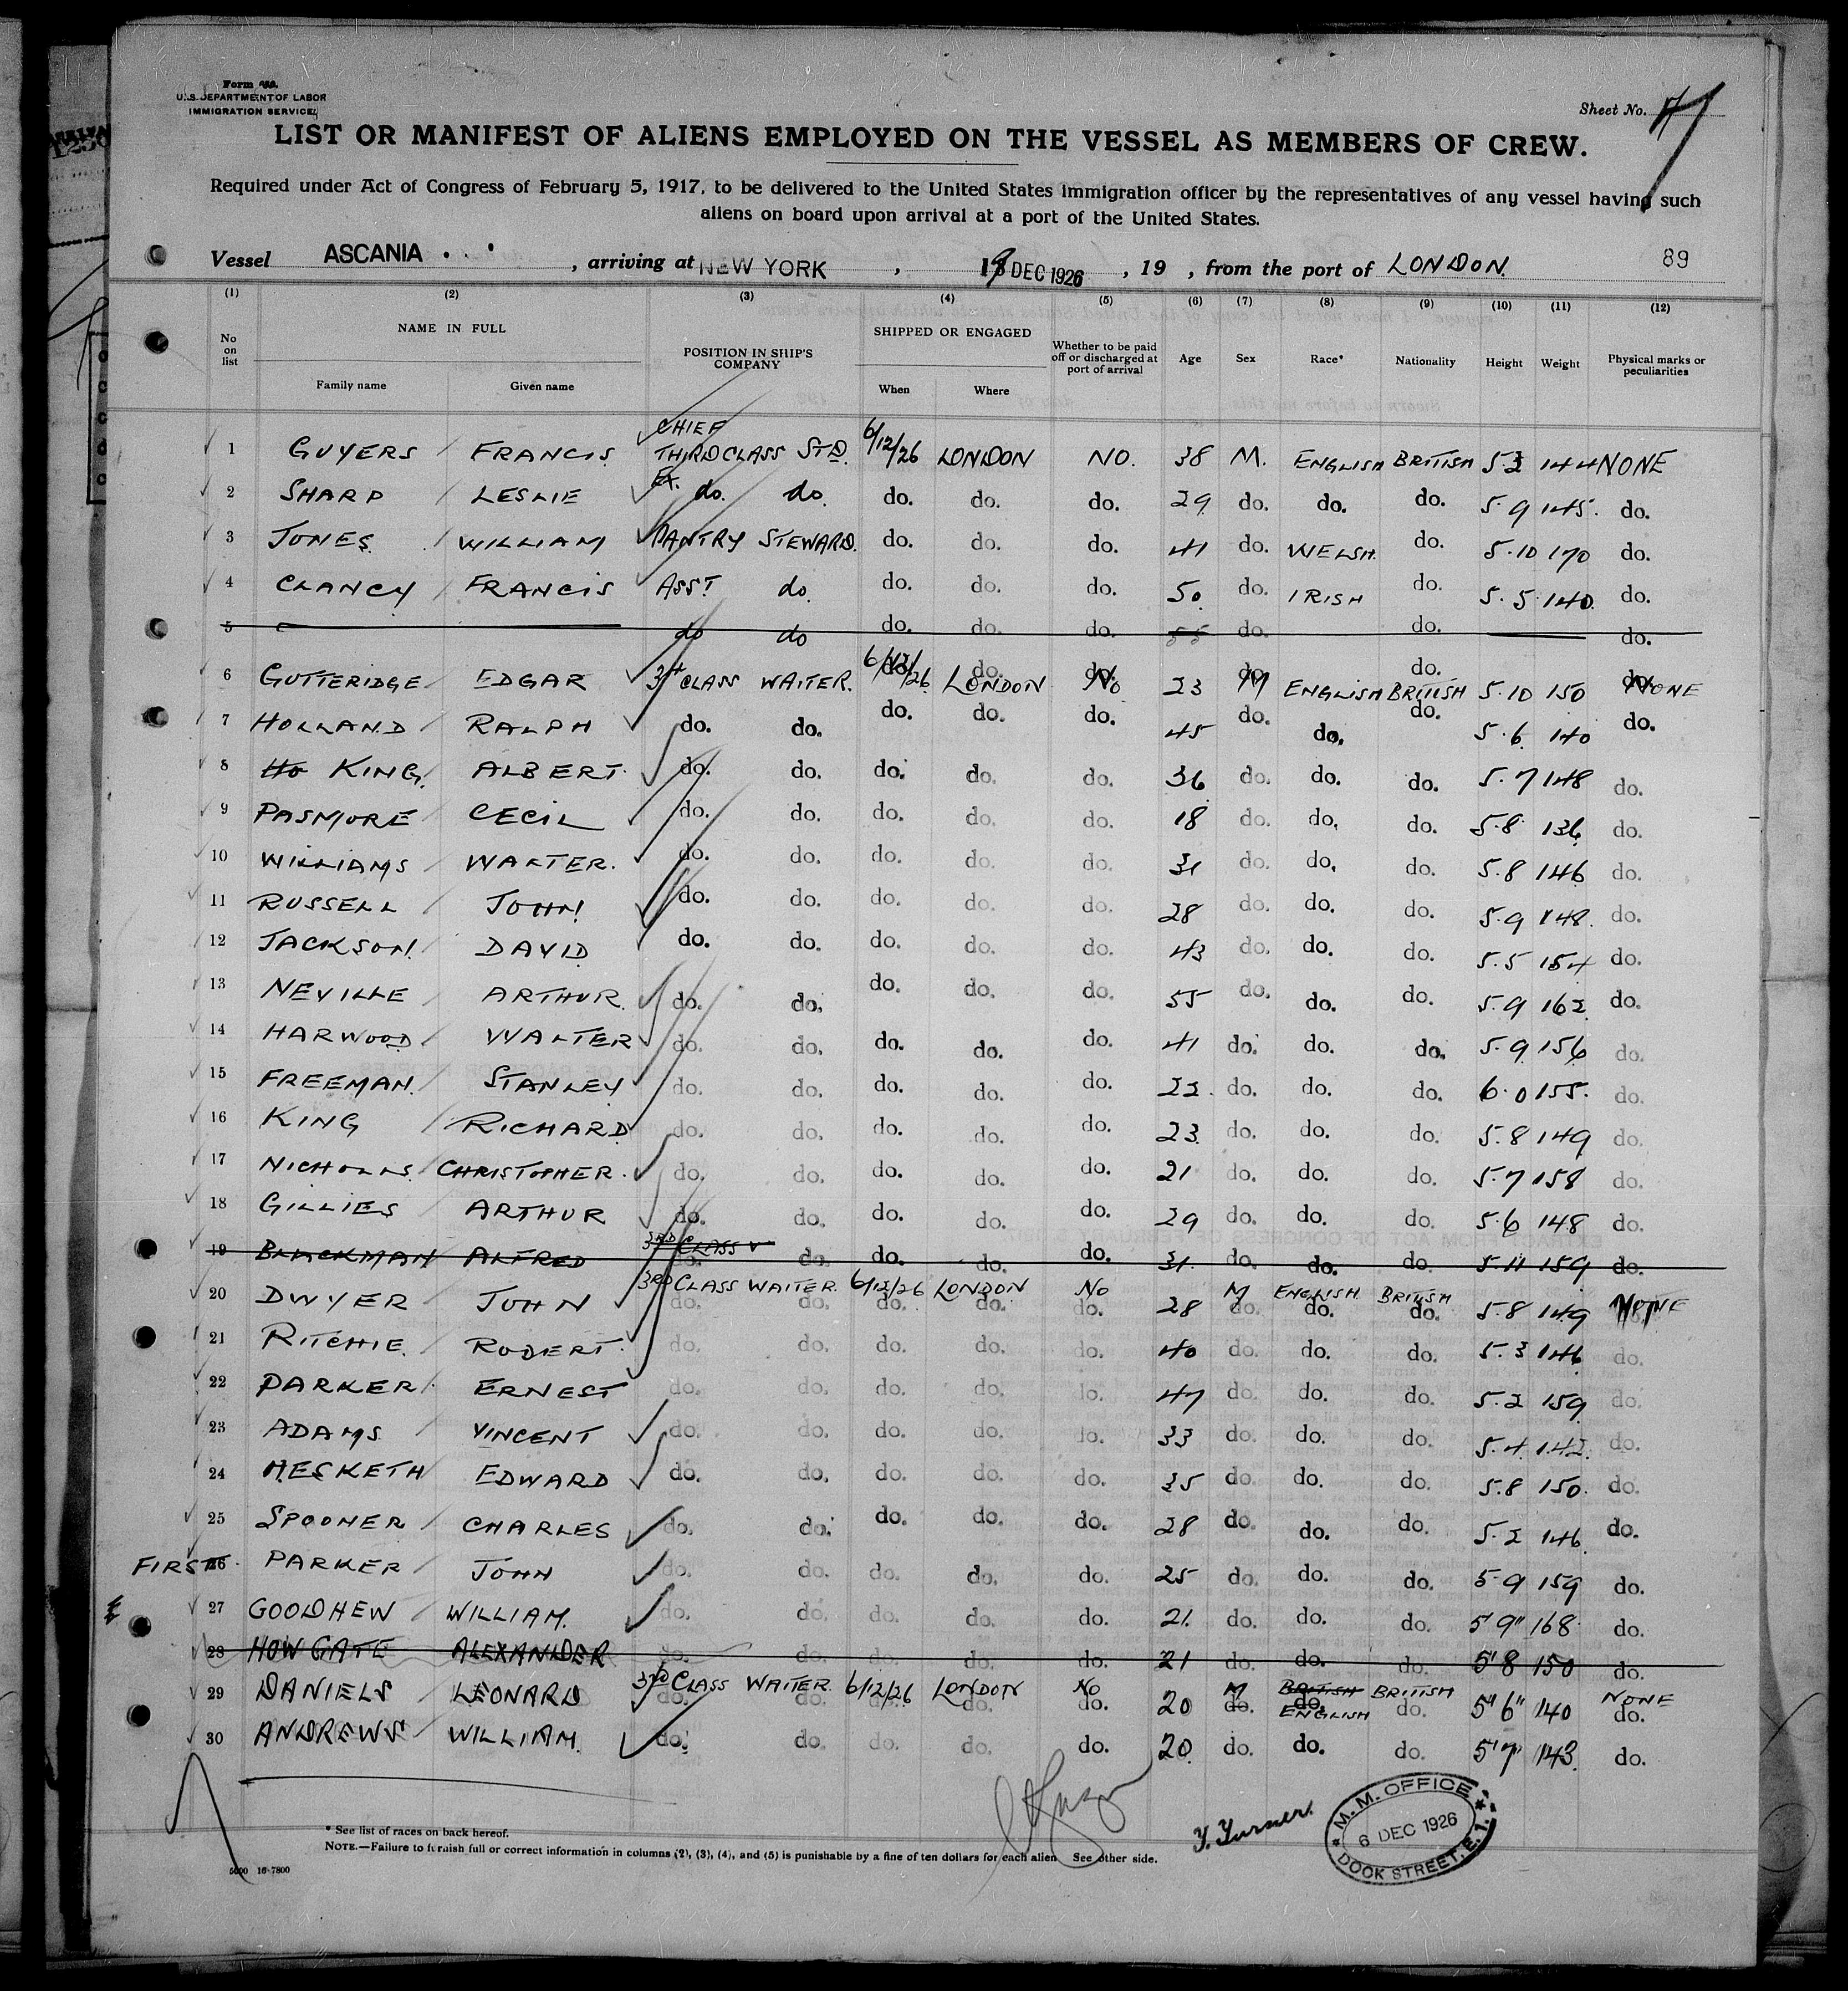 Form 689.
U.S. DEPARTMENT OF LABOR
IMMIGRATION SERVICE
Sheet No.
LIST OR MANIFEST OF ALIENS EMPLOYED ON THE VESSEL AS MEMBERS OF CREW.
Required under Act of Congress of February 5, 1917, to be delivered to the United States immigration officer by the representatives of any vessel having such
aliens on board upon arrival at a port of the United States.
Vessel ASCANIA , arriving at NEW YORK , DEC 1926 , 19 , from the port of LONDON. 89
(1) (2) (3) (4) (5) (6) (7) (8) (9) (10) (11) (12)
No on list NAME IN FULL POSITION IN SHIP'S COMPANY SHIPPED OR ENGAGED Whether to be paid off or discharged at port of arrival Age Sex Race* Nationality Height Weight Physical marks or peculiarities
Family name Given name When Where
1 GUYERS FRANCIS CHIEF THIRD CLASS STD. 6/12/26 LONDON NO. 38 M. ENGLISH BRITISH 5.2 144 NONE
2 SHARP LESLIE do. do. do. do. do. 29 do. do. do. 5.9 145. do.
3 JONES WILLIAM PANTRY STEWARD. do. do. do. 41 do. WELSH. do. 5.10 170 do.
4 CLANCY FRANCIS ASST do. do. do. do. 50. do. IRISH do. 5.5 140. do.
5 do do do. do. do. 55 do. do. do.
6 GUTTERIDGE EDGAR 3rd CLASS WAITER. 6/12/26 LONDON No 23 M ENGLISH BRITISH 5.10 150 NONE
7 HOLLAND RALPH do. do. do. do. do. 45 do. do. do. 5.6. 140 do.
8 Ho KING. ALBERT. do. do. do. do. do. 36 do. do. do. 5.7 148 do.
9 PASMORE CECIL do. do. do. do. do. 18 do. do. do. 5.8 136 do.
10 WILLIAMS WALTER. do. do. do. do. do. 31 do. do. do. 5.8 146 do.
11 RUSSELL JOHN do. do. do. do. do. 28 do. do. do. 5.9 148. do.
12 JACKSON DAVID do. do. do. do. do. 43 do. do. do. 5.5 154 do.
13 NEVILLE ARTHUR. do. do. do. do. do. 55 do. do. do. 5.9 162. do.
14 HARWOOD WALTER do. do. do. do. do. 41 do. do. do. 5.9 156 do.
15 FREEMAN. STANLEY do. do. do. do. do. 22. do. do. do. 6.0 155. do.
16 KING RICHARD do. do. do. do. do. 23. do. do. do. 5.8 149 do.
17 NICHOLLS CHRISTOPHER. do. do. do. do. do. 21 do. do. do. 5.7 158 do.
18 GILLIES ARTHUR do. do. do. do. do. 29 do. do. do. 5.6 148 do.
19 BLACKMAN ALFRED 3RD CLASS do. do. do. do. do. 31. do. do. do. 5.11 159 do.
20 DWYER JOHN 3RD CLASS WAITER. 6/12/26 LONDON No 28 M ENGLISH. BRITISH 5.8 149 NONE
21 RITCHIE. ROBERT. do. do. do. do. do. 40 do. do. do. 5.3 146 do.
22 PARKER ERNEST do. do. do. do. do. 47 do. do. do. 5.2 159 do.
23 ADAMS VINCENT do. do. do. do. do. 33 do. do. do. 5.4 142. do.
24 HESKETH EDWARD do. do. do. do. do. 35 do. do. do. 5.8 150. do.
25 SPOONER CHARLES do. do. do. do. do. 28 do. do. do. 5.2 146. do.
FIRST 26 PARKER JOHN do. do. do. do. do. 25 do. do. do. 5.9 159 do.
27 GOODHEW WILLIAM. do. do. do. do. do. 21. do. do. do. 5'9" 168 do.
28 HOWGATE ALEXANDER do. do. do. do. do. 21 do. do. do. 5'8 150 do.
29 DANIELS LEONARD 3RD CLASS WAITER 6/12/26 LONDON No 20 M BRITISH ENGLISH BRITISH 5'6" 140 NONE do.
30 ANDREWS WILLIAM. do. do. do. do. do. 20. do. do. do. 5'7" 143. do.
Y. Turner.
M. M. OFFICE
6 DEC 1926
DOCK STREET, E. 1.
* See list of races on back hereof.
NOTE.—Failure to furnish full or correct information in columns (2), (3), (4), and (5) is punishable by a fine of ten dollars for each alien. See other side.
16-7800